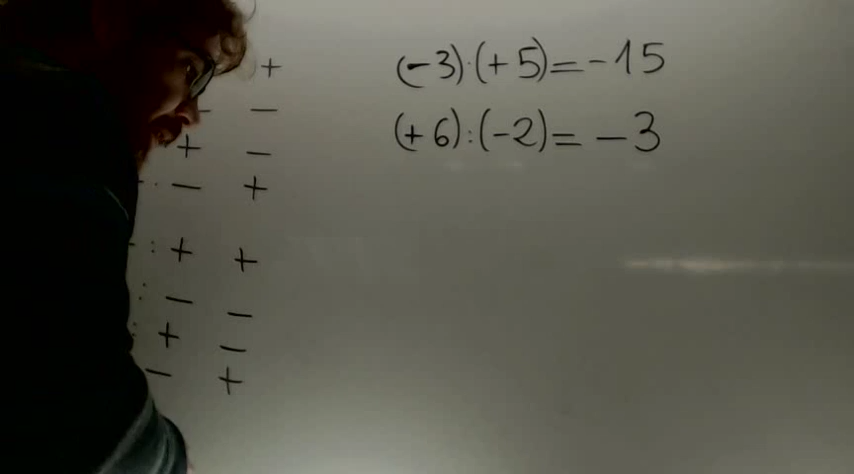 + (-3)·(+5)=-15
- - (+6):(-2)=-3
+ -
· - +
: + +
: - -
: + -
- +